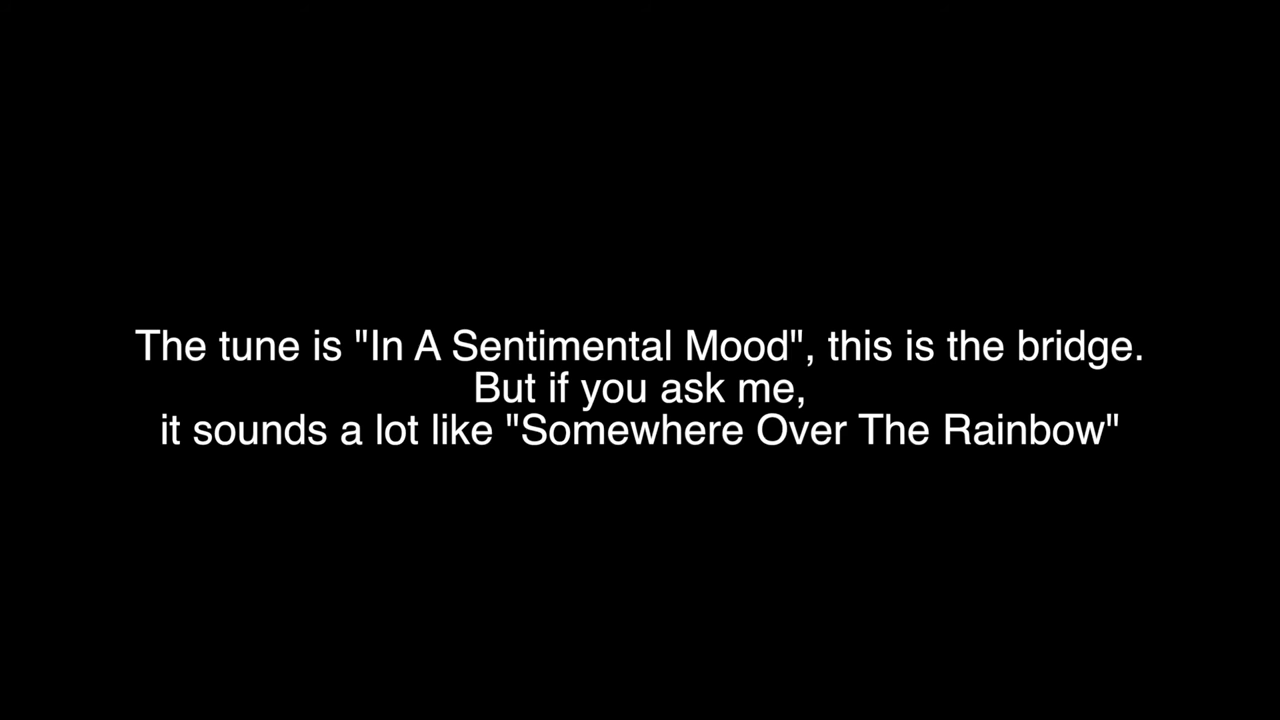 The tune is "In A Sentimental Mood", this is the bridge.
But if you ask me,
it sounds a lot like "Somewhere Over The Rainbow"